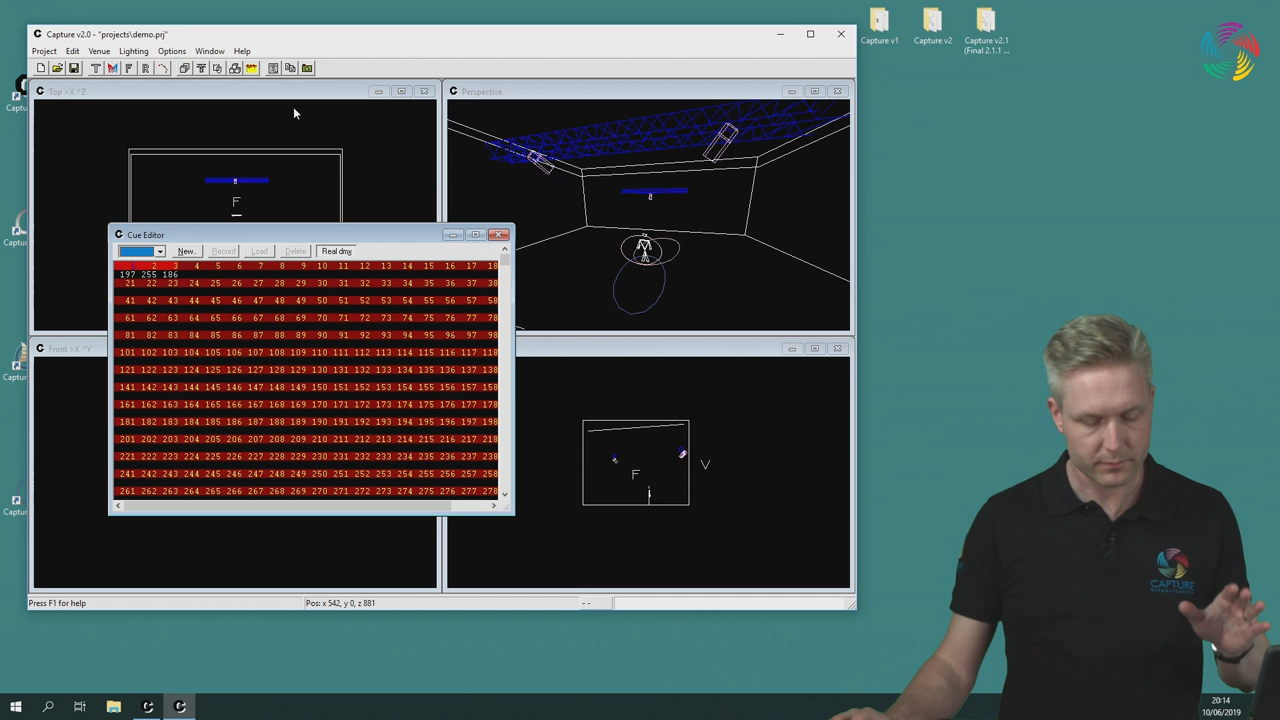 Capture v2.0 - "projects\demo.prj"
Project Edit Venue Lighting Options Window Help
Top >X ^Z
Perspective
F
Cue Editor
New.. Record Load Delete Real dmx
1 2 3 4 5 6 7 8 9 10 11 12 13 14 15 16 17 18
197 255 186
21 22 23 24 25 26 27 28 29 30 31 32 33 34 35 36 37 38
41 42 43 44 45 46 47 48 49 50 51 52 53 54 55 56 57 58
61 62 63 64 65 66 67 68 69 70 71 72 73 74 75 76 77 78
81 82 83 84 85 86 87 88 89 90 91 92 93 94 95 96 97 98
101 102 103 104 105 106 107 108 109 110 111 112 113 114 115 116 117 118
121 122 123 124 125 126 127 128 129 130 131 132 133 134 135 136 137 138
141 142 143 144 145 146 147 148 149 150 151 152 153 154 155 156 157 158
161 162 163 164 165 166 167 168 169 170 171 172 173 174 175 176 177 178
181 182 183 184 185 186 187 188 189 190 191 192 193 194 195 196 197 198
201 202 203 204 205 206 207 208 209 210 211 212 213 214 215 216 217 218
221 222 223 224 225 226 227 228 229 230 231 232 233 234 235 236 237 238
241 242 243 244 245 246 247 248 249 250 251 252 253 254 255 256 257 258
261 262 263 264 265 266 267 268 269 270 271 272 273 274 275 276 277 278
Front >X ^Y
F
V
Press F1 for help
Pos: x 542, y 0, z 881
- -
Capture v1
Capture v2
Capture v2.1
(Final 2.1.1 ...
Captu...
CAPTURE
20:14
10/06/2019